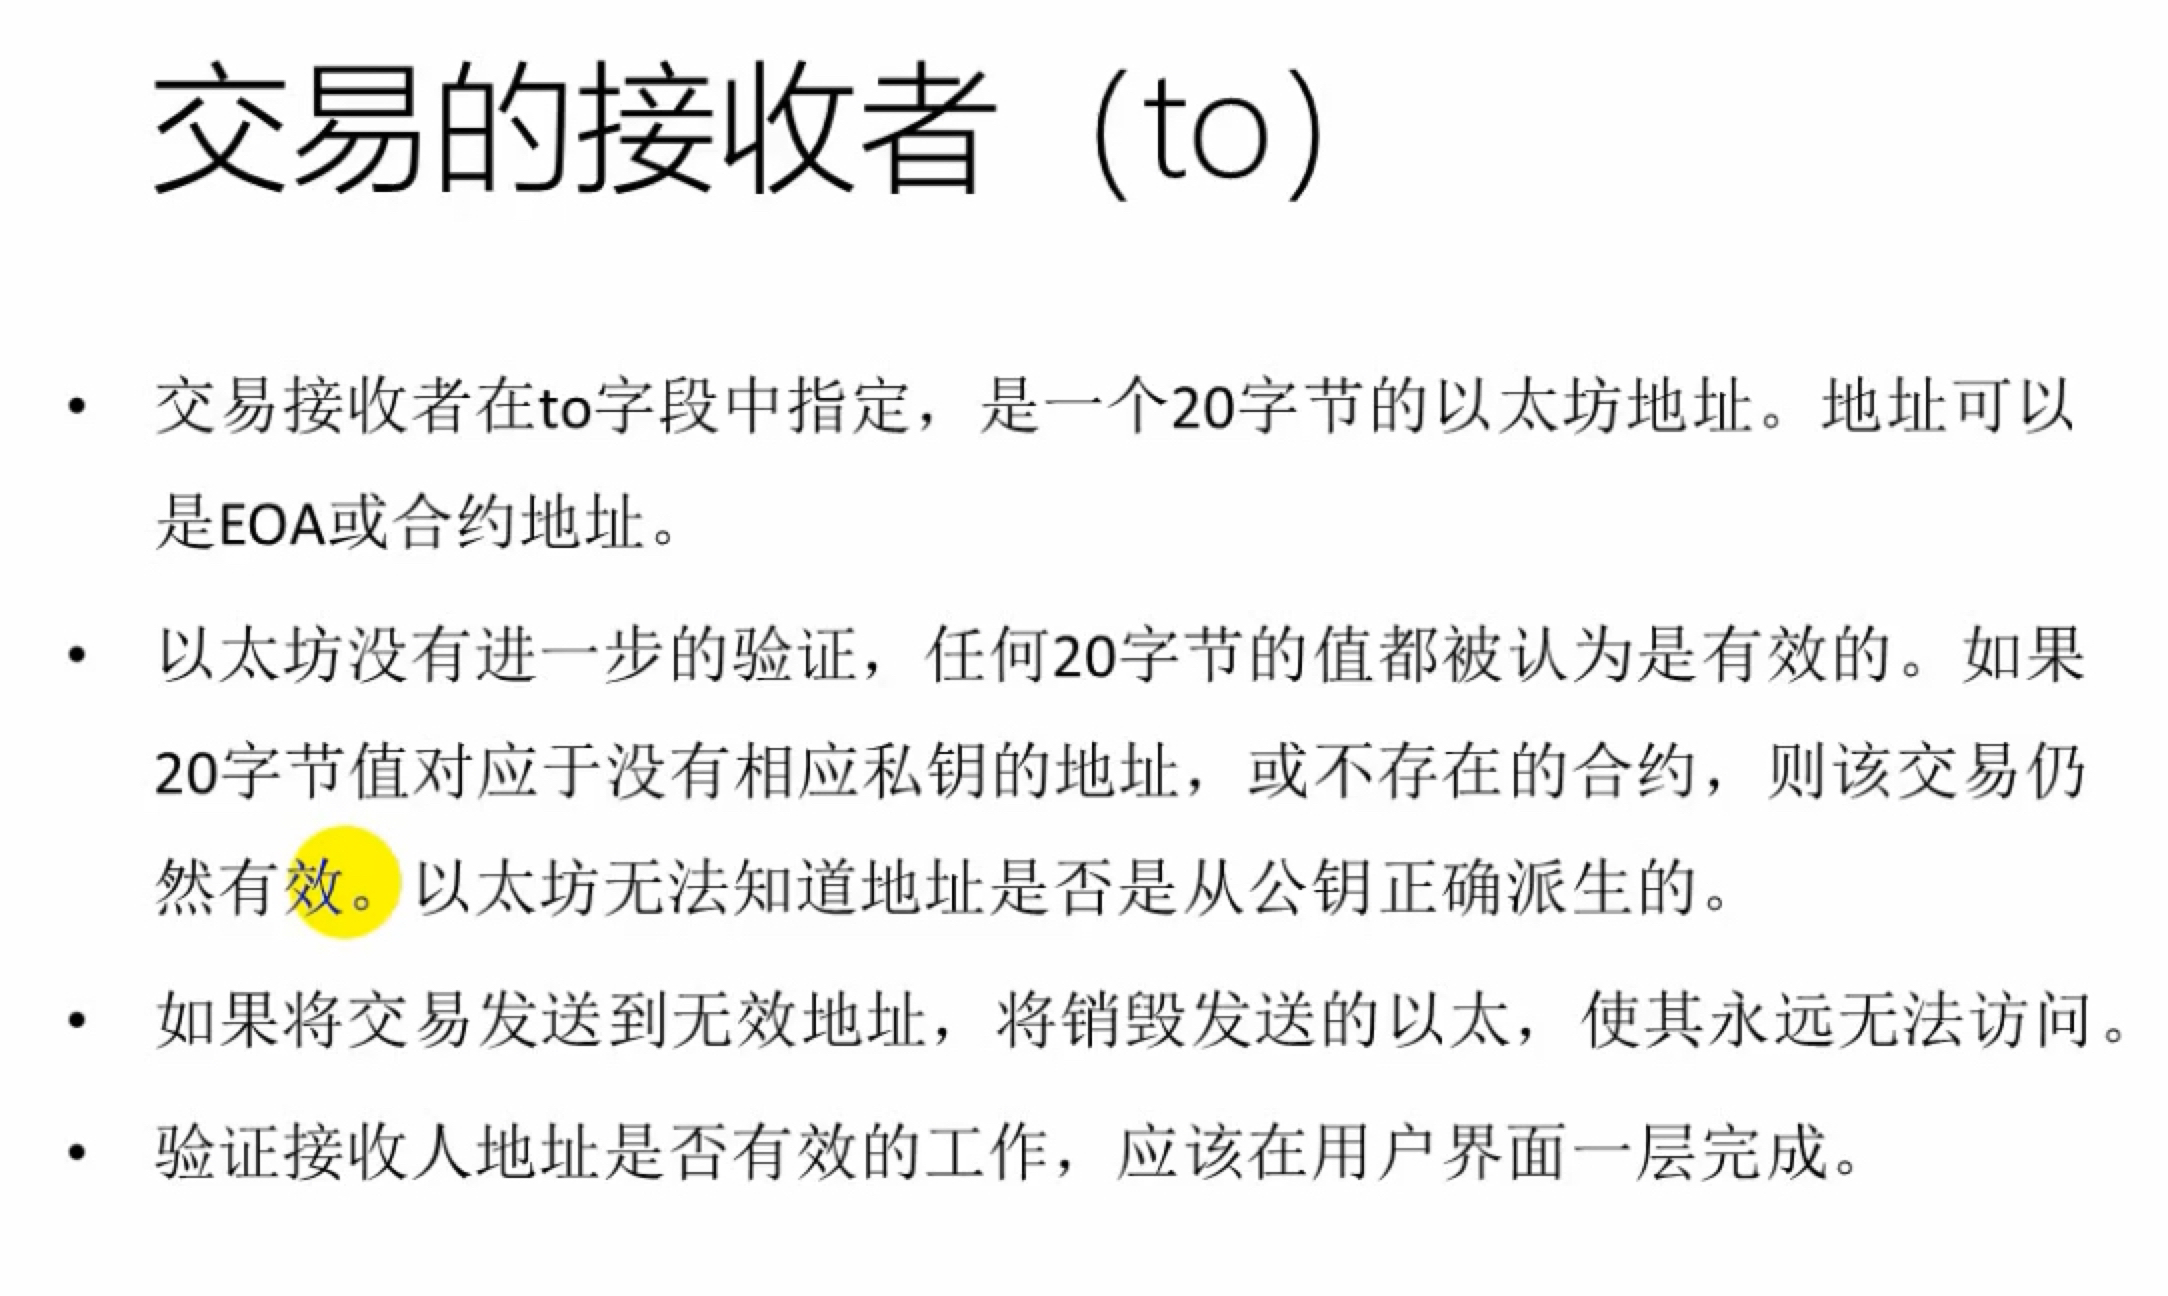 交易的接收者（to）
• 交易接收者在to字段中指定，是一个20字节的以太坊地址。地址可以
是EOA或合约地址。
• 以太坊没有进一步的验证，任何20字节的值都被认为是有效的。如果
20字节值对应于没有相应私钥的地址，或不存在的合约，则该交易仍
然有效。以太坊无法知道地址是否是从公钥正确派生的。
• 如果将交易发送到无效地址，将销毁发送的以太，使其永远无法访问。
• 验证接收人地址是否有效的工作，应该在用户界面一层完成。